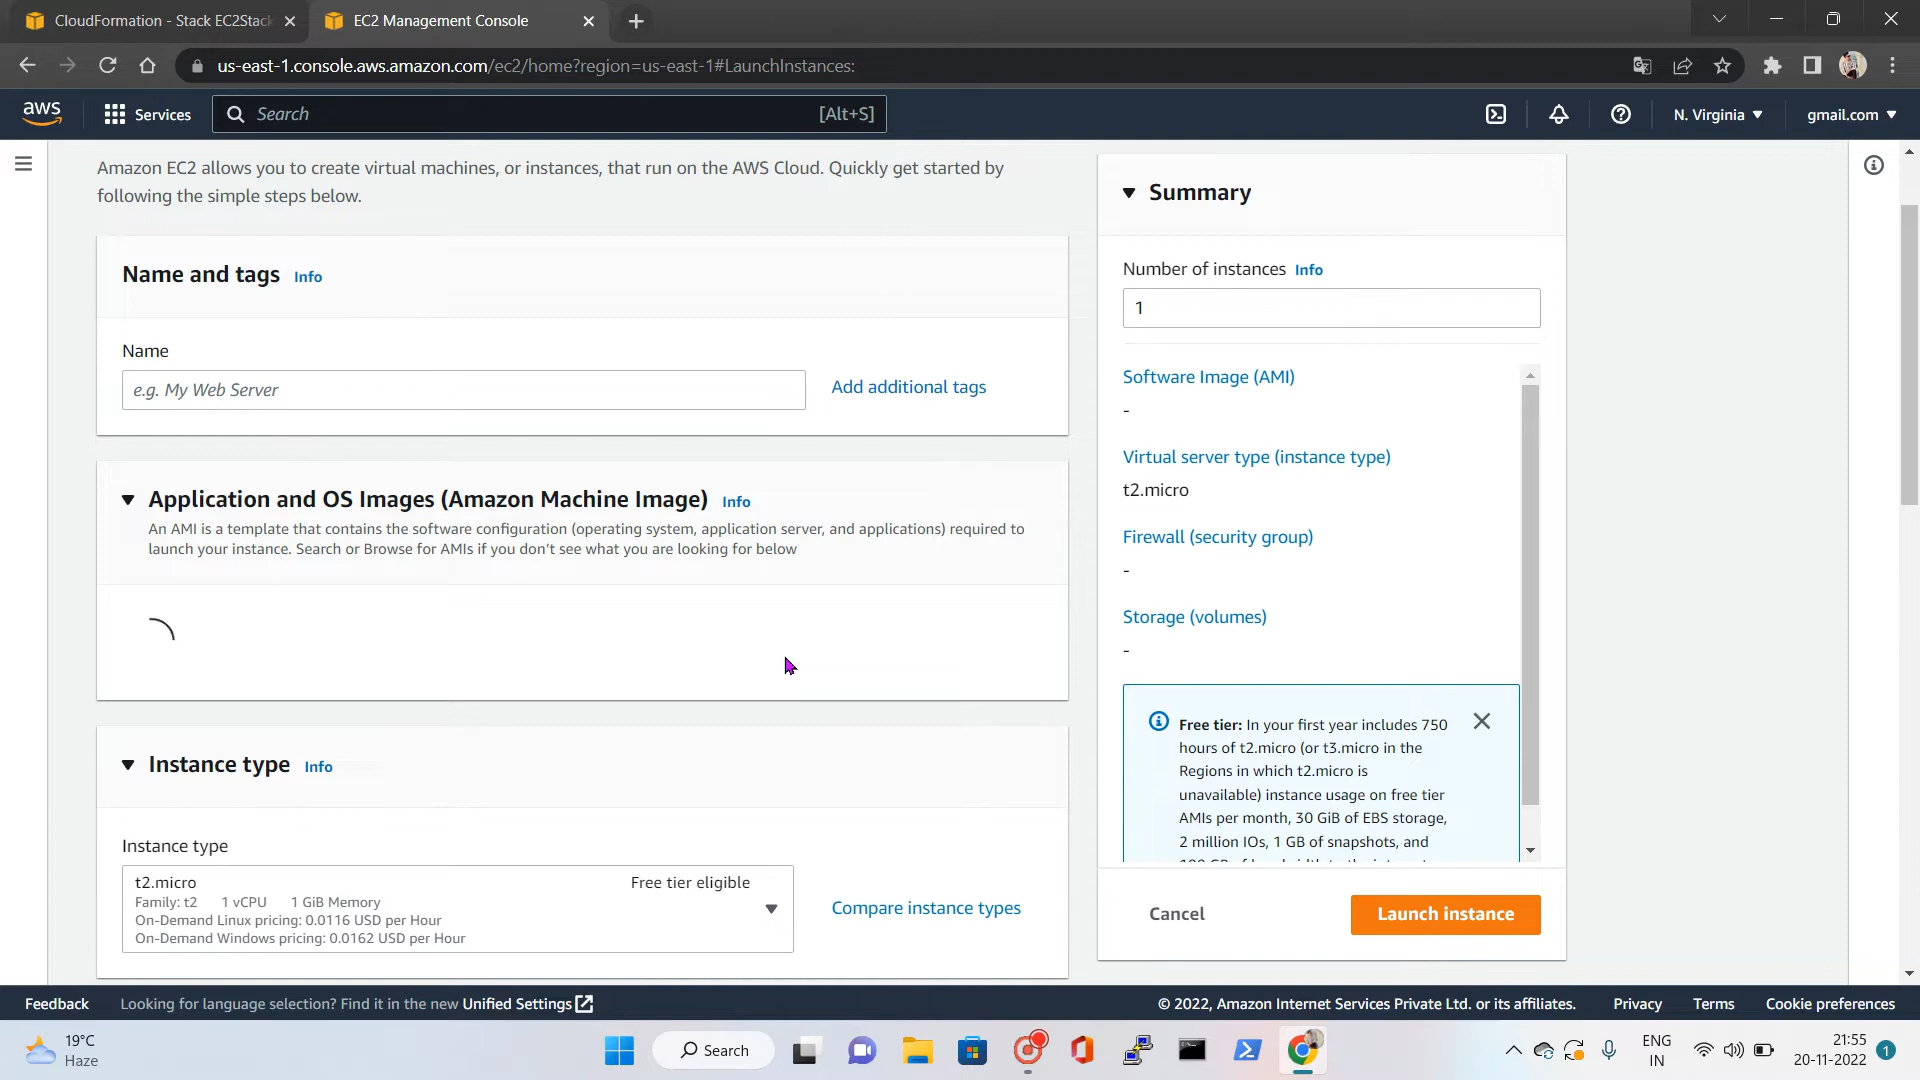 CloudFormation - Stack EC2Stack
EC2 Management Console
us-east-1.console.aws.amazon.com/ec2/home?region=us-east-1#LaunchInstances:
aws
Services
Search
[Alt+S]
N. Virginia
gmail.com
Amazon EC2 allows you to create virtual machines, or instances, that run on the AWS Cloud. Quickly get started by
following the simple steps below.
Name and tags Info
Name
e.g. My Web Server
Add additional tags
Application and OS Images (Amazon Machine Image) Info
An AMI is a template that contains the software configuration (operating system, application server, and applications) required to
launch your instance. Search or Browse for AMIs if you don't see what you are looking for below
Instance type Info
Instance type
t2.micro
Free tier eligible
Family: t2 1 vCPU 1 GiB Memory
On-Demand Linux pricing: 0.0116 USD per Hour
On-Demand Windows pricing: 0.0162 USD per Hour
Compare instance types
Summary
Number of instances Info
1
Software Image (AMI)
-
Virtual server type (instance type)
t2.micro
Firewall (security group)
-
Storage (volumes)
-
Free tier: In your first year includes 750
hours of t2.micro (or t3.micro in the
Regions in which t2.micro is
unavailable) instance usage on free tier
AMIs per month, 30 GiB of EBS storage,
2 million IOs, 1 GB of snapshots, and
Cancel
Launch instance
Feedback
Looking for language selection? Find it in the new Unified Settings
© 2022, Amazon Internet Services Private Ltd. or its affiliates.
Privacy
Terms
Cookie preferences
19°C
Haze
Search
ENG
IN
21:55
20-11-2022
1